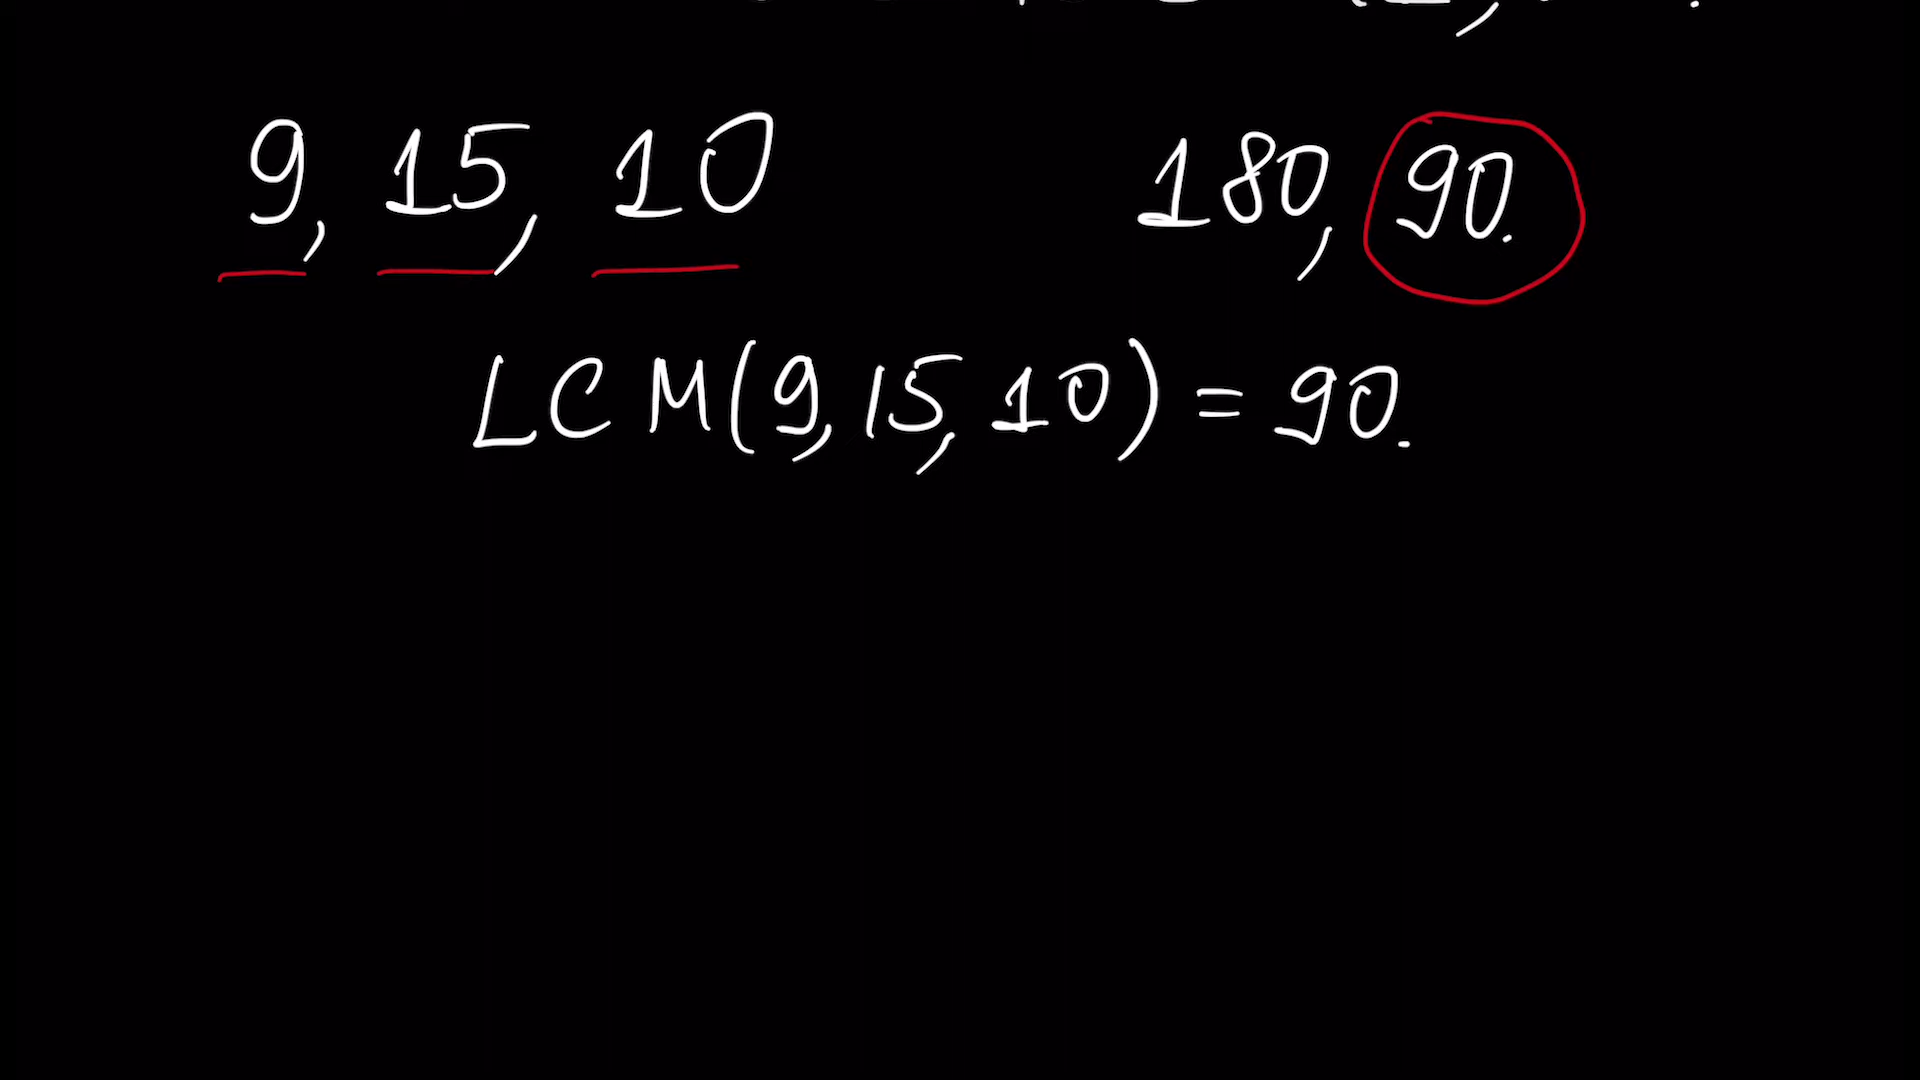 9, 15, 10 180, 90.
LCM(9, 15, 10) = 90.